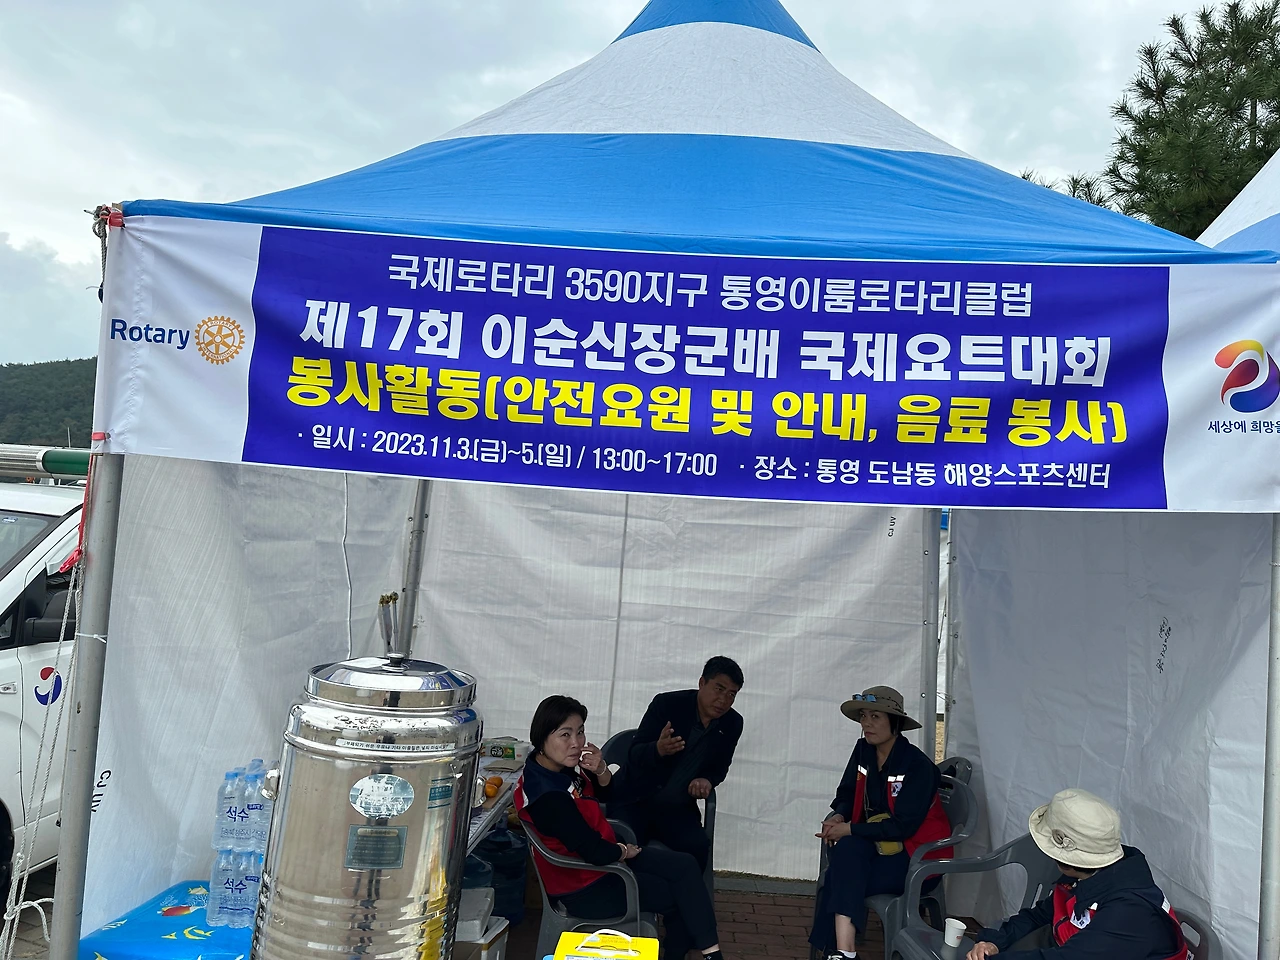 국제로타리 3590지구 통영이룸로타리클럽
Rotary
제17회 이순신장군배 국제요트대회
봉사활동(안전요원 및 안내, 음료 봉사)
· 일시 : 2023.11.3.(금)~5.(일) / 13:00~17:00 · 장소 : 통영 도남동 해양스포츠센터
세상에 희망을
석수
석수